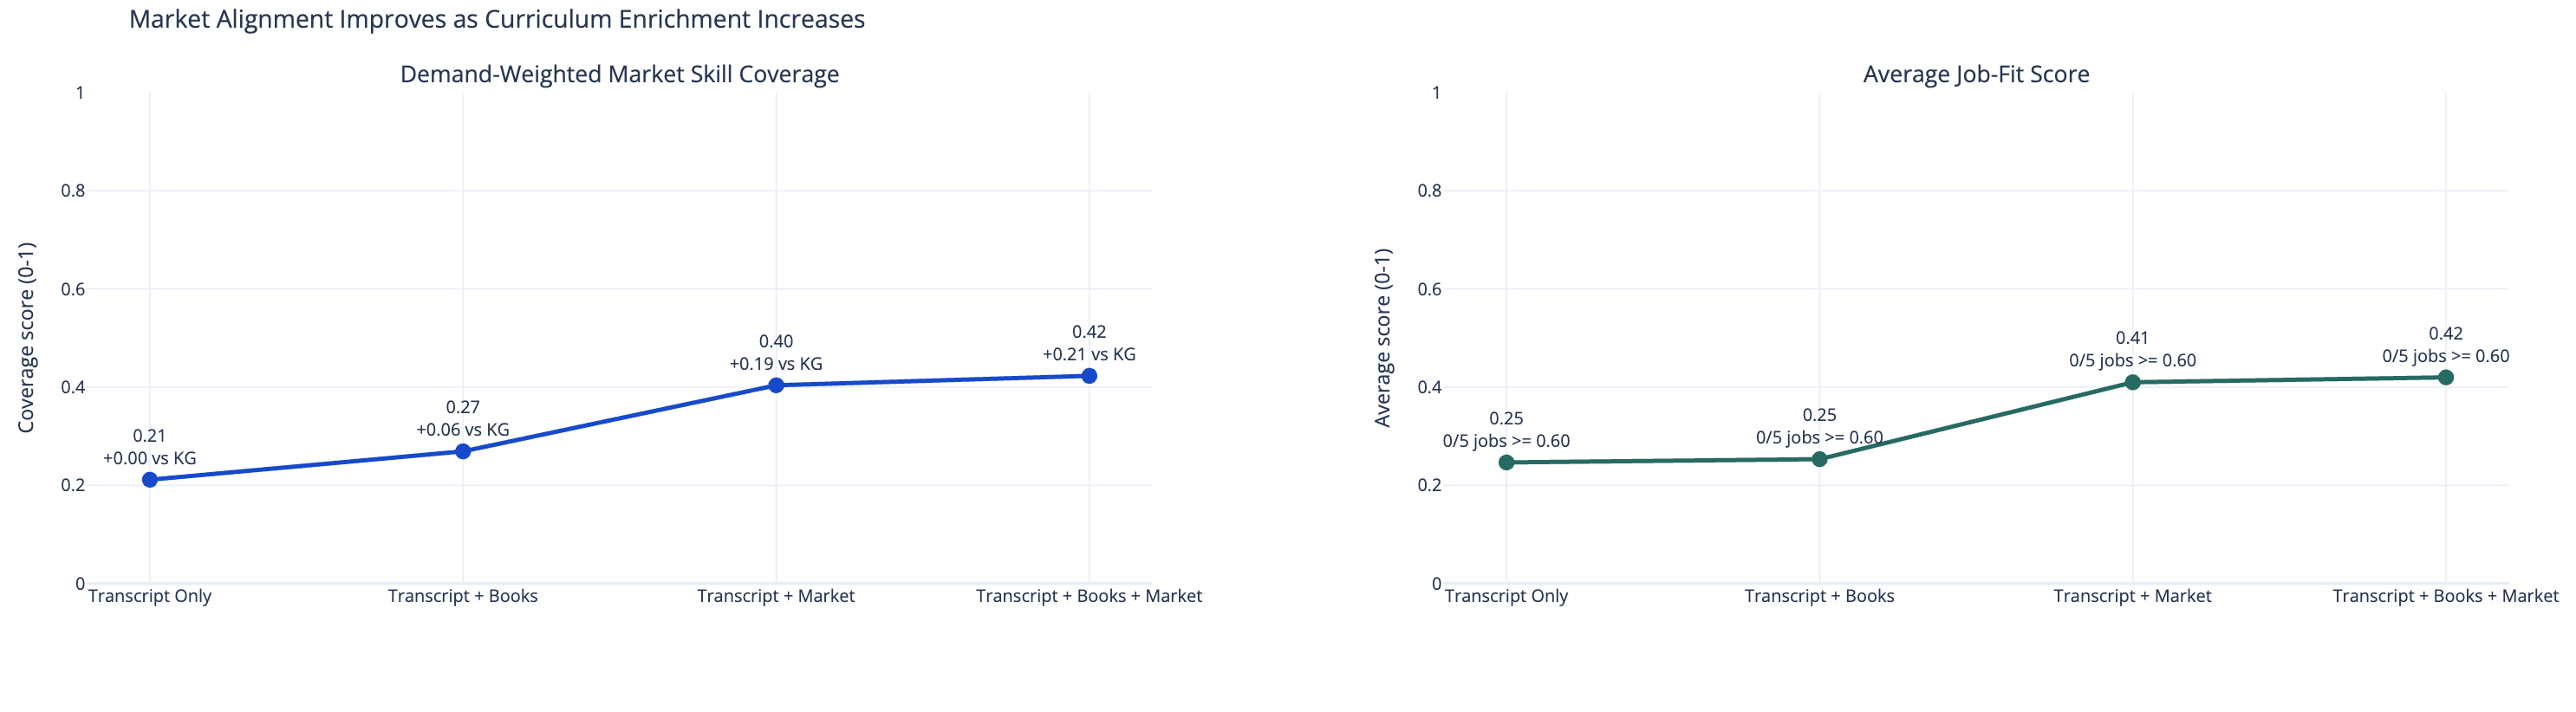 Market Alignment Improves as Curriculum Enrichment Increases
Demand-Weighted Market Skill Coverage
Coverage score (0-1)
1
0.8
0.6
0.4
0.2
0
0.21
+0.00 vs KG
0.27
+0.06 vs KG
0.40
+0.19 vs KG
0.42
+0.21 vs KG
Transcript Only
Transcript + Books
Transcript + Market
Transcript + Books + Market
Average Job-Fit Score
Average score (0-1)
1
0.8
0.6
0.4
0.2
0
0.25
0/5 jobs >= 0.60
0.25
0/5 jobs >= 0.60
0.41
0/5 jobs >= 0.60
0.42
0/5 jobs >= 0.60
Transcript Only
Transcript + Books
Transcript + Market
Transcript + Books + Market